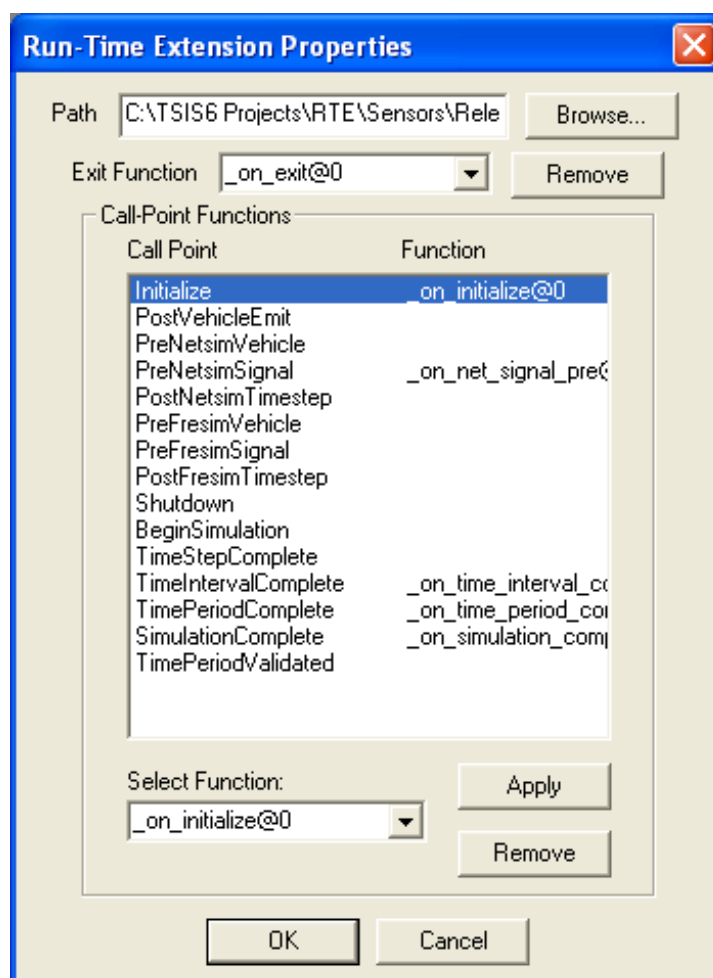 Run-Time Extension Properties
Path C:\TSIS6 Projects\RTE\Sensors\Rele Browse...
Exit Function _on_exit@0 Remove
Call-Point Functions
Call Point Function
Initialize _on_initialize@0
PostVehicleEmit
PreNetsimVehicle
PreNetsimSignal _on_net_signal_pre@
PostNetsimTimestep
PreFresimVehicle
PreFresimSignal
PostFresimTimestep
Shutdown
BeginSimulation
TimeStepComplete
TimeIntervalComplete _on_time_interval_co
TimePeriodComplete _on_time_period_co
SimulationComplete _on_simulation_comp
TimePeriodValidated
Select Function:
_on_initialize@0
Apply
Remove
OK Cancel